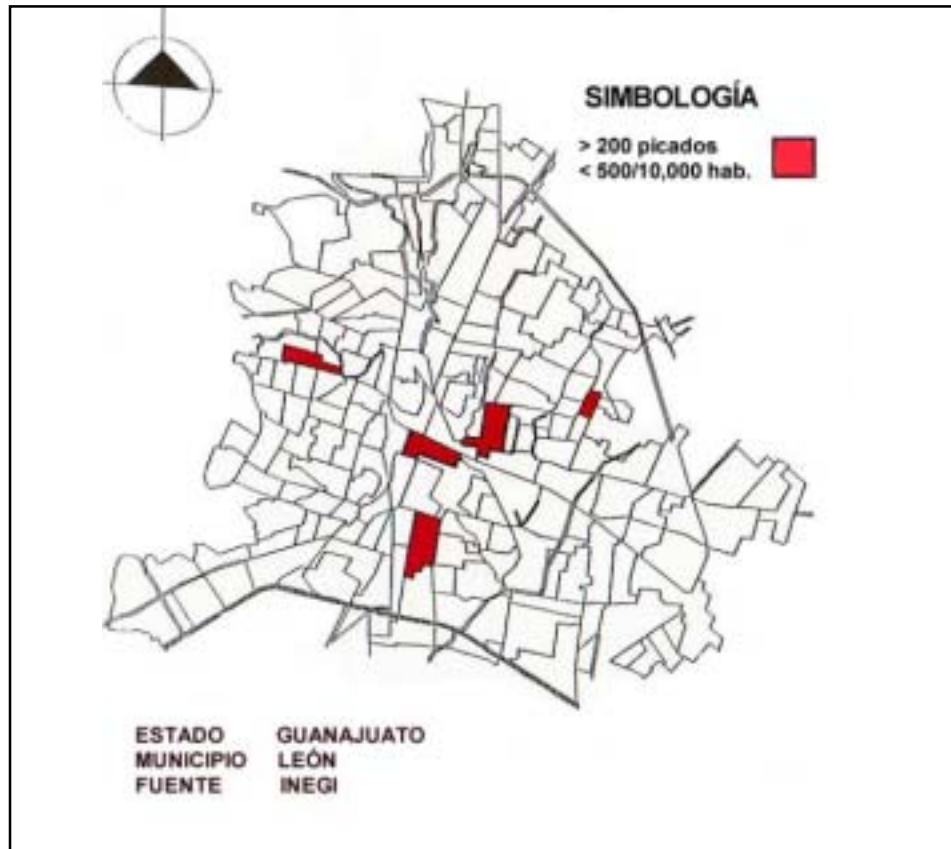 SIMBOLOGÍA
> 200 picados
< 500/10,000 hab.
ESTADO GUANAJUATO
MUNICIPIO LEÓN
FUENTE INEGI